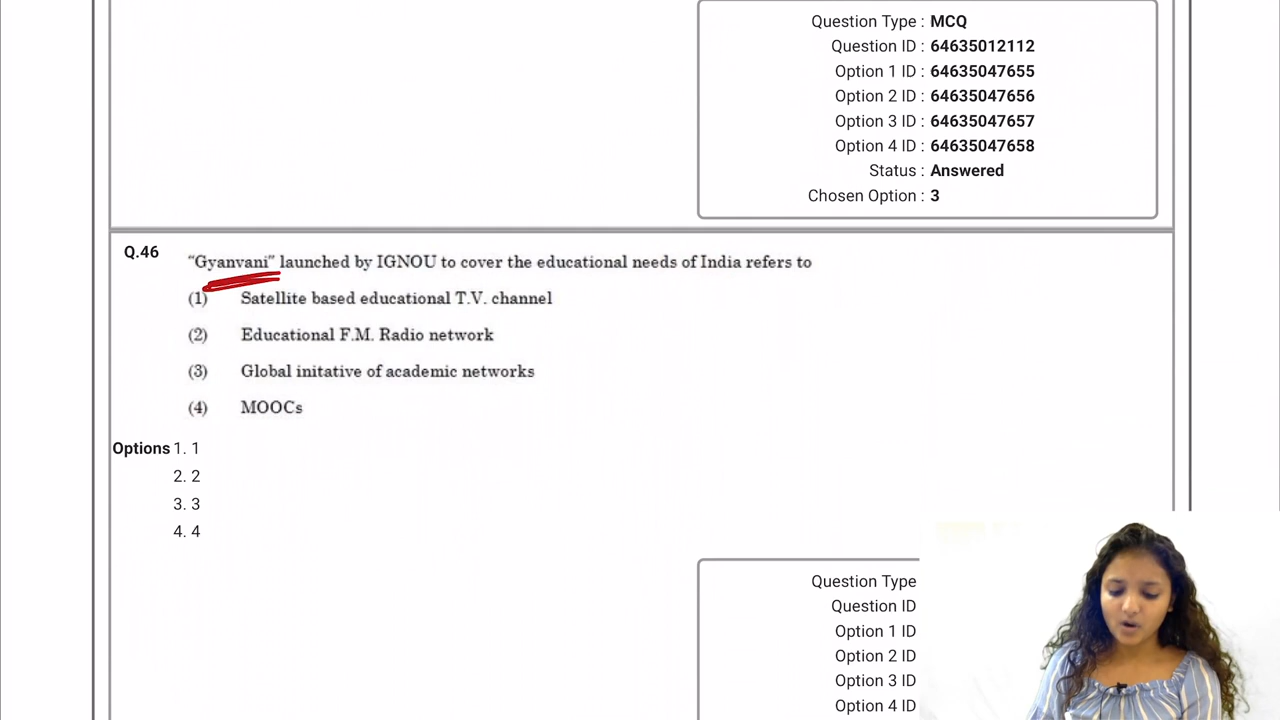 Question Type : MCQ
Question ID : 64635012112
Option 1 ID : 64635047655
Option 2 ID : 64635047656
Option 3 ID : 64635047657
Option 4 ID : 64635047658
Status : Answered
Chosen Option : 3
Q.46
“Gyanvani” launched by IGNOU to cover the educational needs of India refers to
(1) Satellite based educational T.V. channel
(2) Educational F.M. Radio network
(3) Global initative of academic networks
(4) MOOCs
Options 1. 1
2. 2
3. 3
4. 4
Question Type
Question ID
Option 1 ID
Option 2 ID
Option 3 ID
Option 4 ID